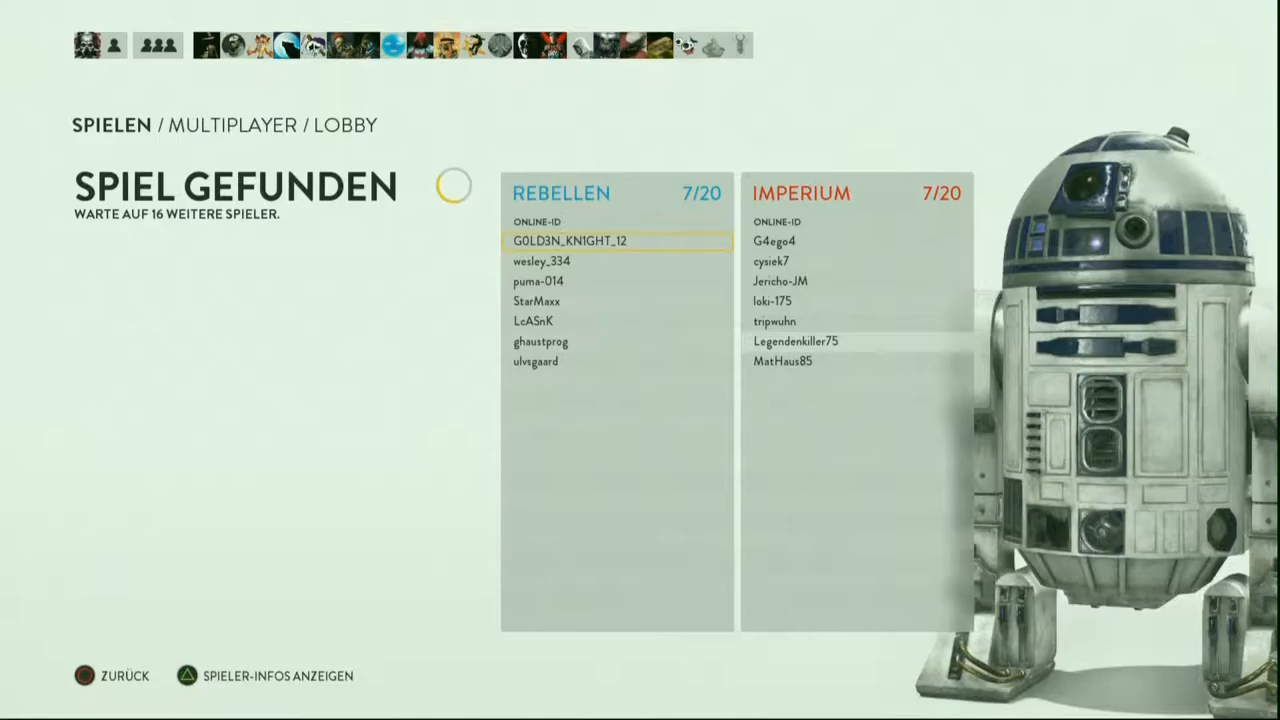 SPIELEN / MULTIPLAYER / LOBBY
SPIEL GEFUNDEN
WARTE AUF 16 WEITERE SPIELER.
REBELLEN 7/20
ONLINE-ID
G0LD3N_KN1GHT_12
wesley_334
puma-014
StarMaxx
LcASnK
ghaustprog
ulvsgaard
IMPERIUM 7/20
ONLINE-ID
G4ego4
cysiek7
Jericho-JM
loki-175
tripwuhn
Legendenkiller75
MatHaus85
ZURÜCK
SPIELER-INFOS ANZEIGEN